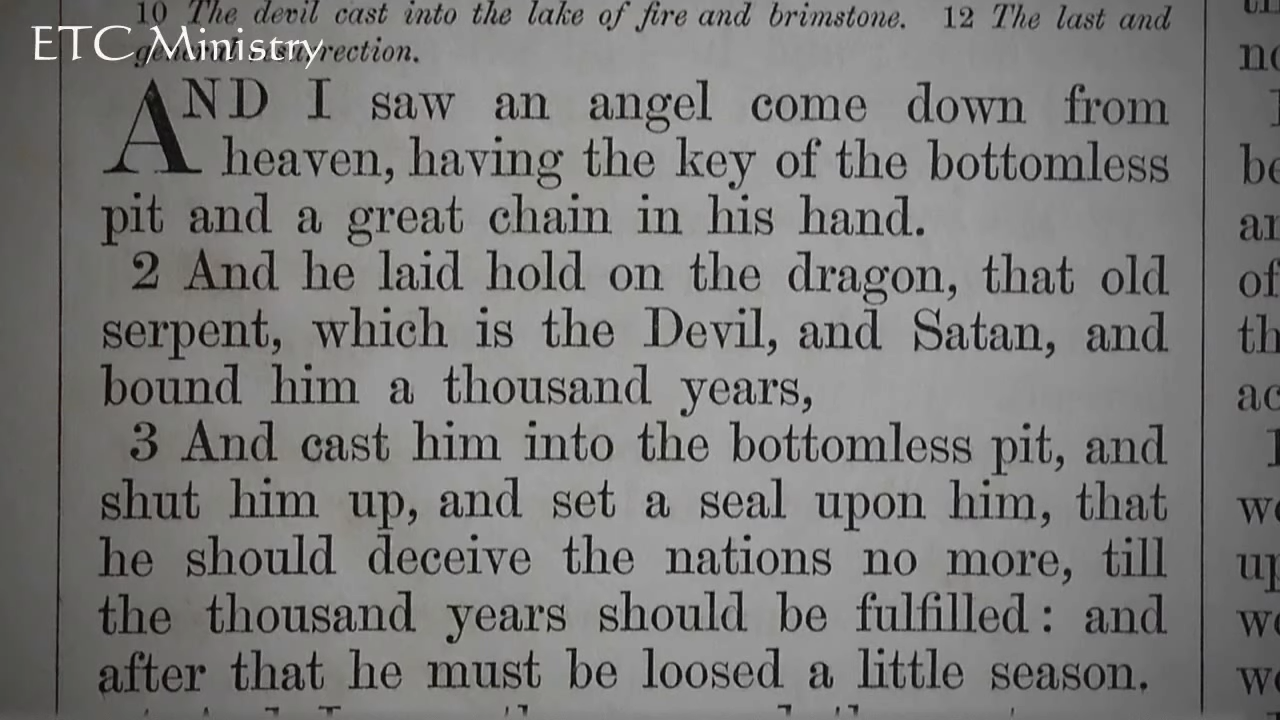 10 The devil cast into the lake of fire and brimstone. 12 The last and
ETC Ministry
general resurrection.
AND I saw an angel come down from
heaven, having the key of the bottomless
pit and a great chain in his hand.
2 And he laid hold on the dragon, that old
serpent, which is the Devil, and Satan, and
bound him a thousand years,
3 And cast him into the bottomless pit, and
shut him up, and set a seal upon him, that
he should deceive the nations no more, till
the thousand years should be fulfilled: and
after that he must be loosed a little season.